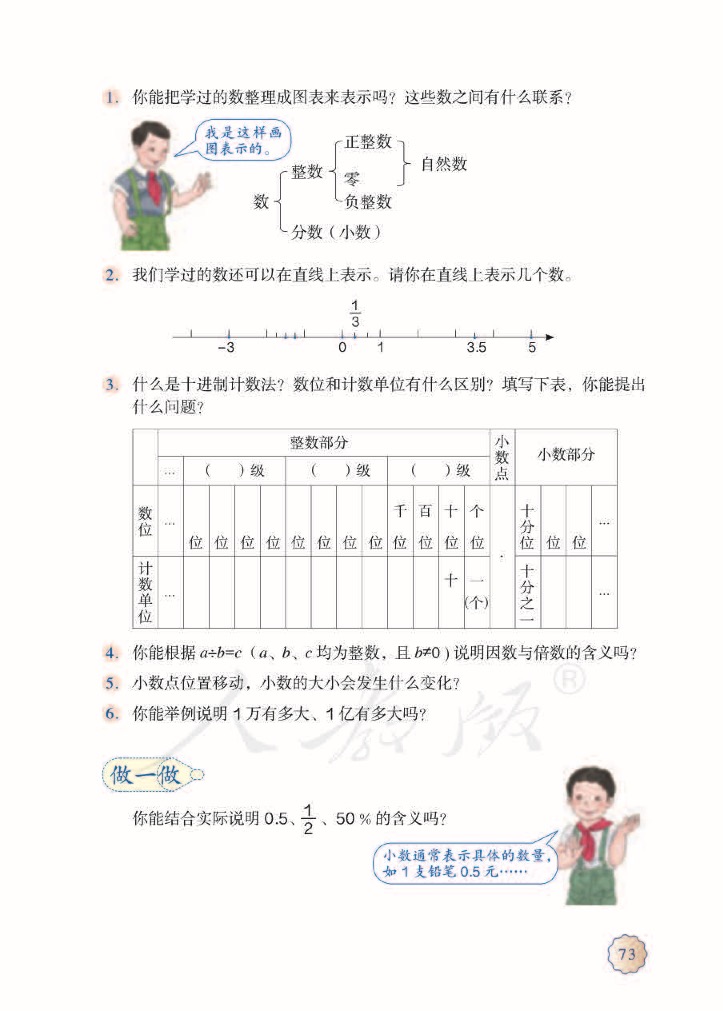 1. 你能把学过的数整理成图表来表示吗？这些数之间有什么联系？
我是这样画
图表示的。
数
整数
正整数
零
负整数
自然数
分数（小数）
2. 我们学过的数还可以在直线上表示。请你在直线上表示几个数。
1/3
-3 0 1 3.5 5
3. 什么是十进制计数法？数位和计数单位有什么区别？填写下表，你能提出
什么问题？
整数部分 小数点 小数部分
… （ ）级 （ ）级 （ ）级
数位 … 位 位 位 位 位 位 位 位 千位 百位 十位 个位 · 十分位 位 位 …
计数单位 … 十 一(个) 十分之一 …
4. 你能根据 a÷b=c（a、b、c 均为整数，且 b≠0）说明因数与倍数的含义吗？
5. 小数点位置移动，小数的大小会发生什么变化？
6. 你能举例说明 1 万有多大、1 亿有多大吗？
人教版®
做一做
你能结合实际说明 0.5、1/2、50 % 的含义吗？
小数通常表示具体的数量，
如 1 支铅笔 0.5 元……
73